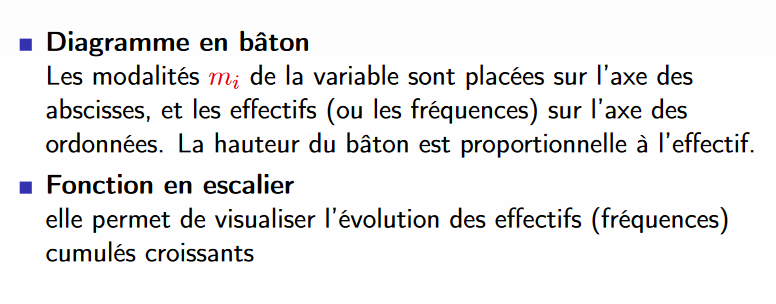 Diagramme en bâton
Les modalités m_i de la variable sont placées sur l'axe des
abscisses, et les effectifs (ou les fréquences) sur l'axe des
ordonnées. La hauteur du bâton est proportionnelle à l'effectif.
Fonction en escalier
elle permet de visualiser l'évolution des effectifs (fréquences)
cumulés croissants